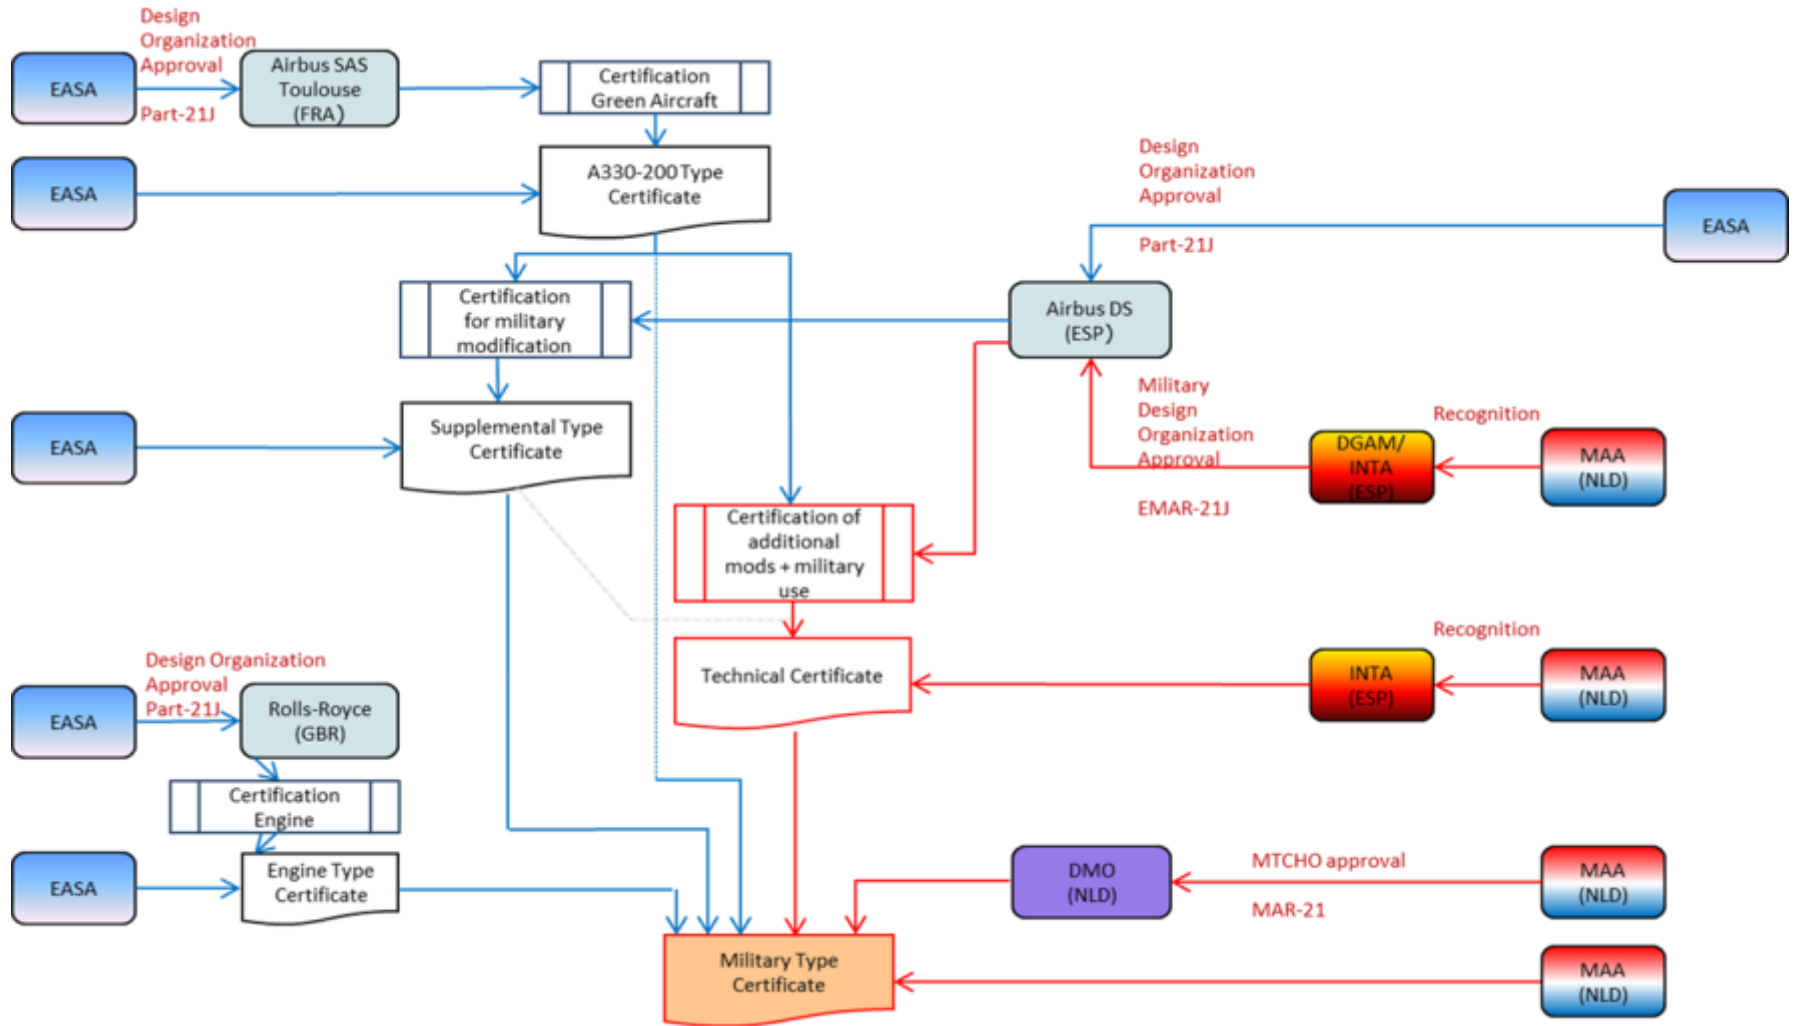 Design
Organization
Approval
Part-21J
EASA
Airbus SAS
Toulouse
(FRA)
Certification
Green Aircraft
EASA
A330-200 Type
Certificate
Design
Organization
Approval
Part-21J
EASA
Certification
for military
modification
Airbus DS
(ESP)
EASA
Supplemental Type
Certificate
Military
Design
Organization
Approval
EMAR-21J
DGAM/
INTA
(ESP)
Recognition
MAA
(NLD)
Certification of
additional
mods + military
use
Technical Certificate
INTA
(ESP)
Recognition
MAA
(NLD)
Design Organization
Approval
Part-21J
EASA
Rolls-Royce
(GBR)
Certification
Engine
EASA
Engine Type
Certificate
DMO
(NLD)
MTCHO approval
MAR-21
MAA
(NLD)
Military Type
Certificate
MAA
(NLD)